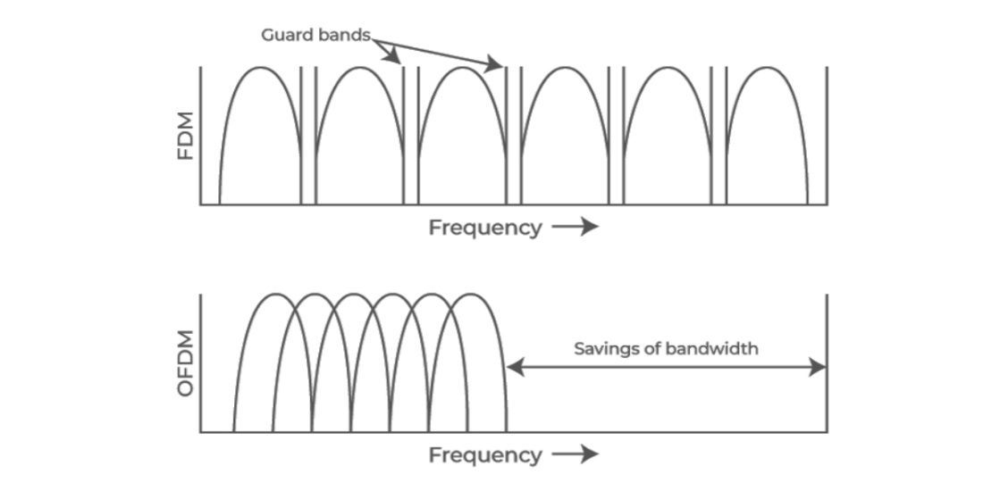 Guard bands
FDM
Frequency
Savings of bandwidth
OFDM
Frequency